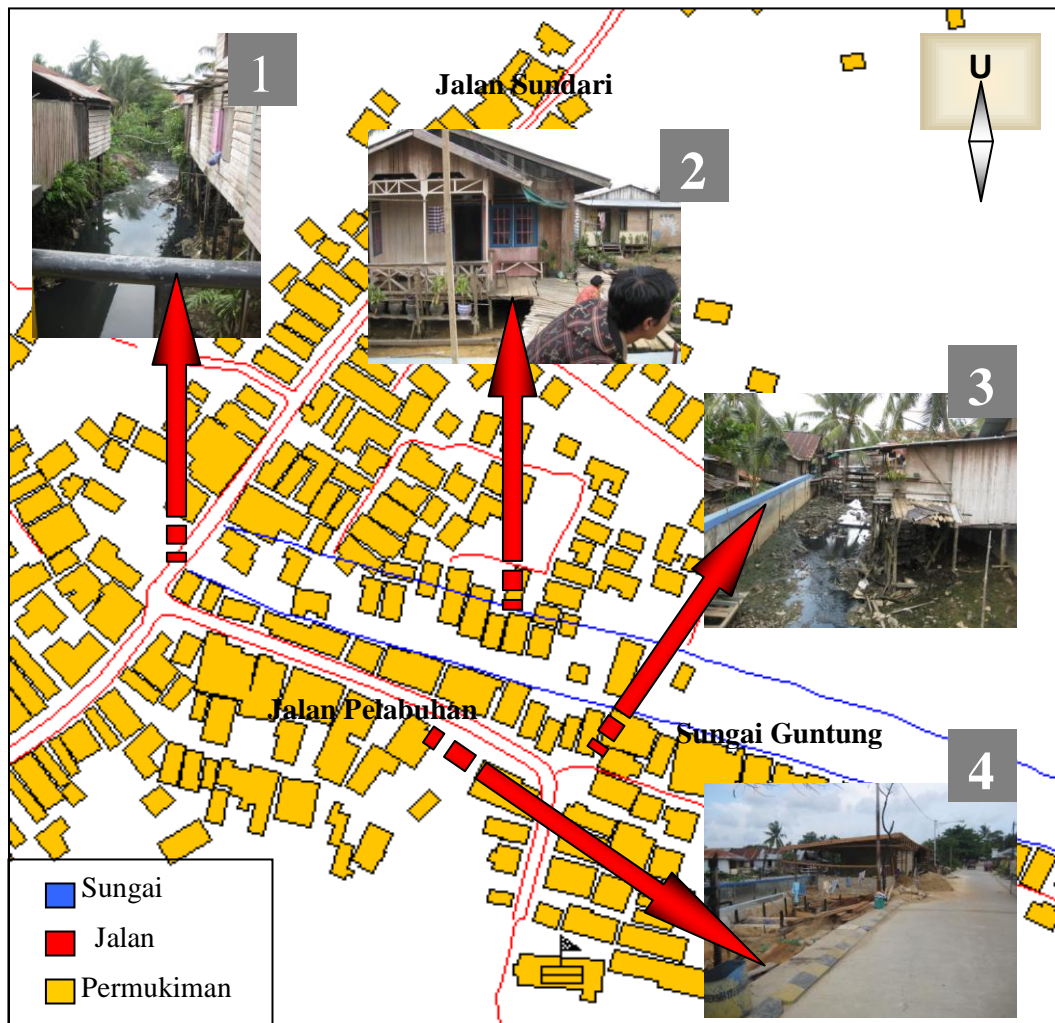 1
Jalan Sundari
U
2
3
Jalan Pelabuhan
Sungai Guntung
4
Sungai
Jalan
Permukiman